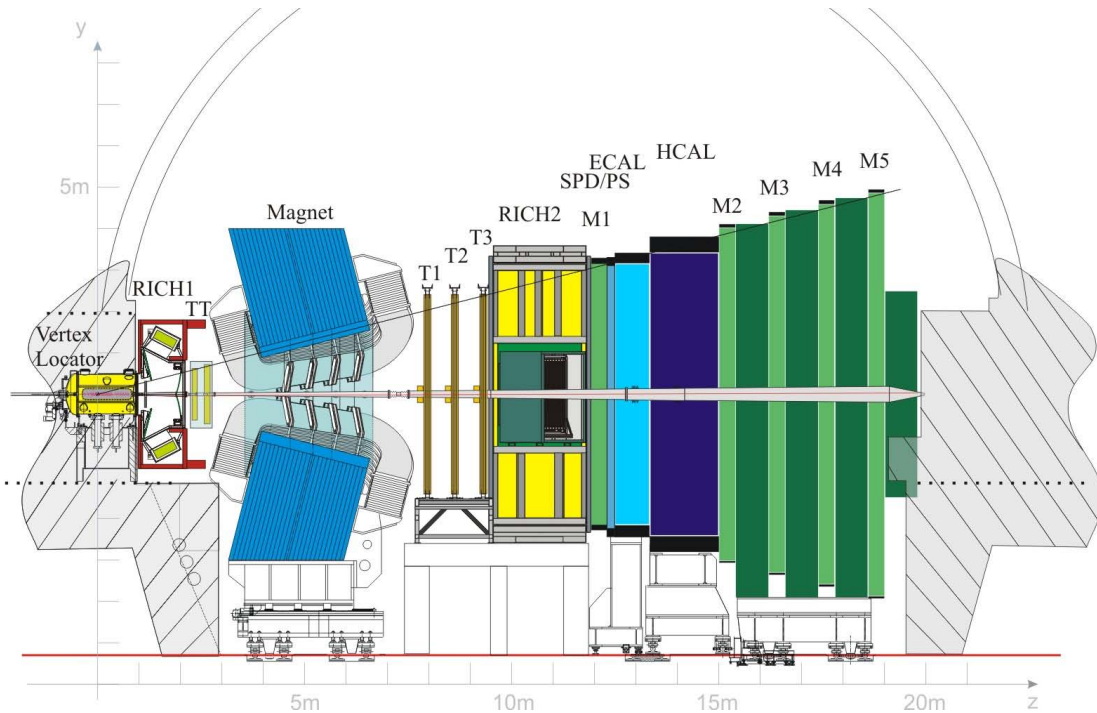 y
5m
Vertex
Locator
RICH1
TT
Magnet
T1
T2
T3
RICH2
M1
SPD/PS
ECAL
HCAL
M2
M3
M4
M5
5m
10m
15m
20m
z